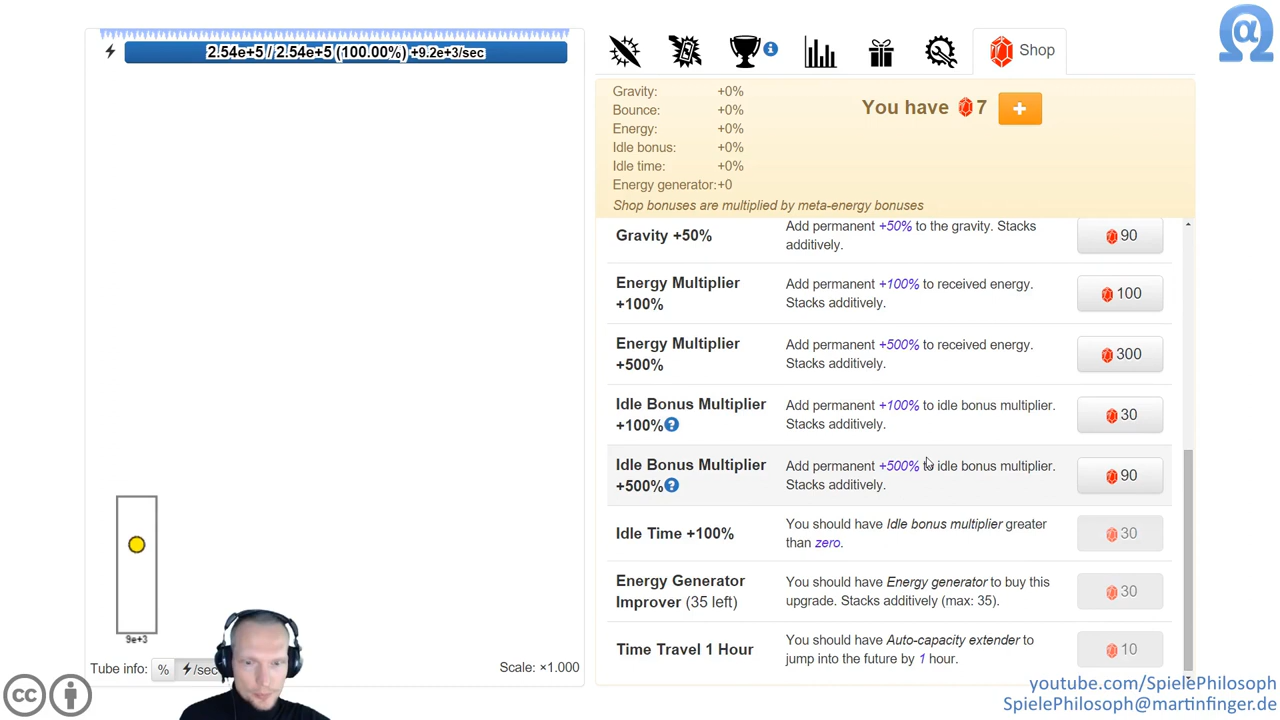 2.54e+5 / 2.54e+5 (100.00%) +9.2e+3/sec
Shop
Gravity: +0%
Bounce: +0%
Energy: +0%
Idle bonus: +0%
Idle time: +0%
Energy generator: +0
Shop bonuses are multiplied by meta-energy bonuses
You have 7
+
Gravity +50%
Add permanent +50% to the gravity. Stacks
additively.
90
Energy Multiplier
+100%
Add permanent +100% to received energy.
Stacks additively.
100
Energy Multiplier
+500%
Add permanent +500% to received energy.
Stacks additively.
300
Idle Bonus Multiplier
+100% ?
Add permanent +100% to idle bonus multiplier.
Stacks additively.
30
Idle Bonus Multiplier
+500% ?
Add permanent +500% to idle bonus multiplier.
Stacks additively.
90
Idle Time +100%
You should have Idle bonus multiplier greater
than zero.
30
Energy Generator
Improver (35 left)
You should have Energy generator to buy this
upgrade. Stacks additively (max: 35).
30
Time Travel 1 Hour
You should have Auto-capacity extender to
jump into the future by 1 hour.
10
9e+3
Tube info: % /sec
Scale: ×1.000
cc
youtube.com/SpielePhilosoph
SpielePhilosoph@martinfinger.de